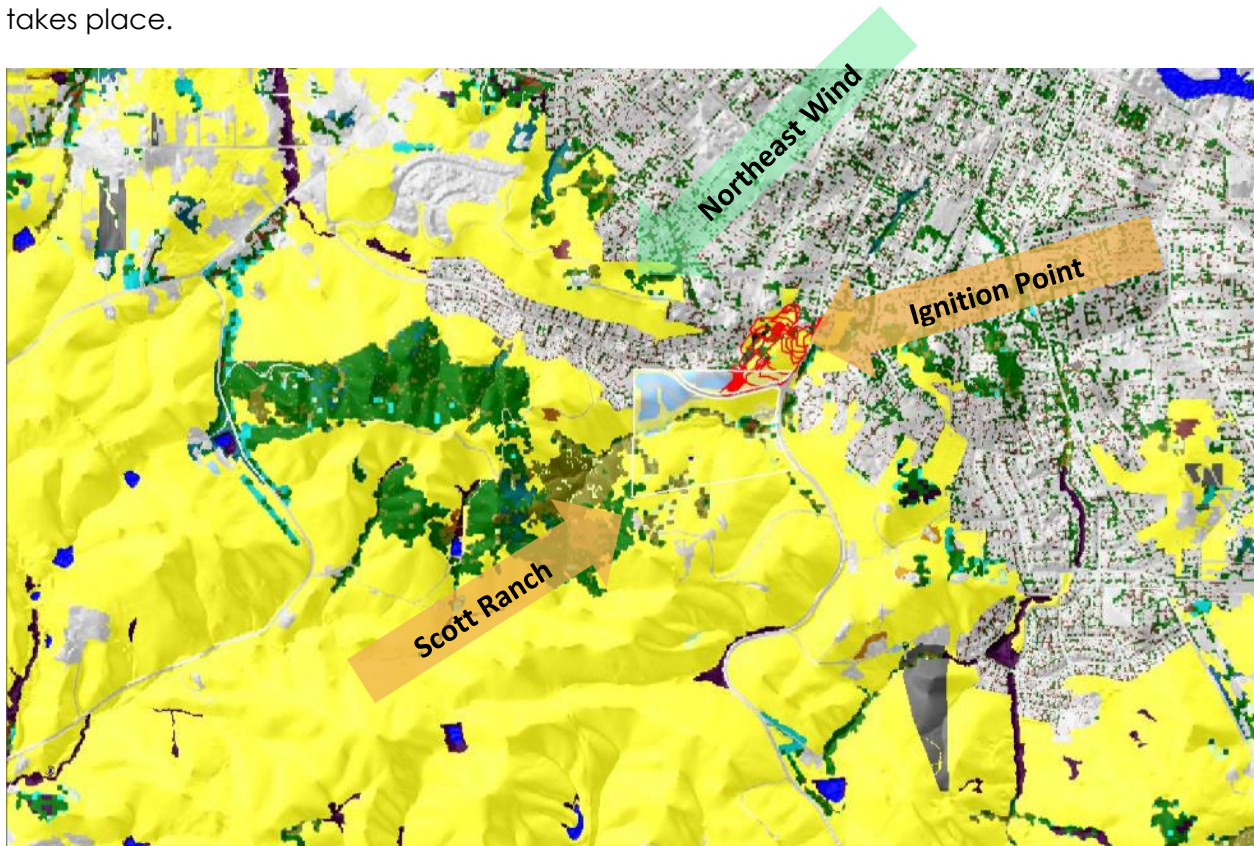 takes place.
Northeast Wind
Ignition Point
Scott Ranch